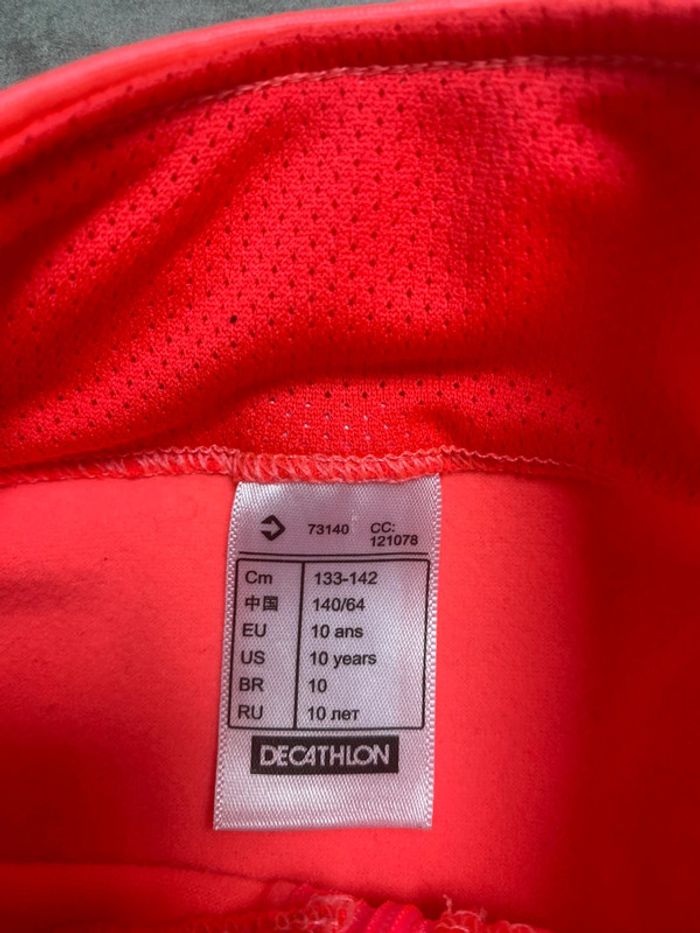 73140 CC:
121078
Cm 133-142
中国 140/64
EU 10 ans
US 10 years
BR 10
RU 10 лет
DECATHLON